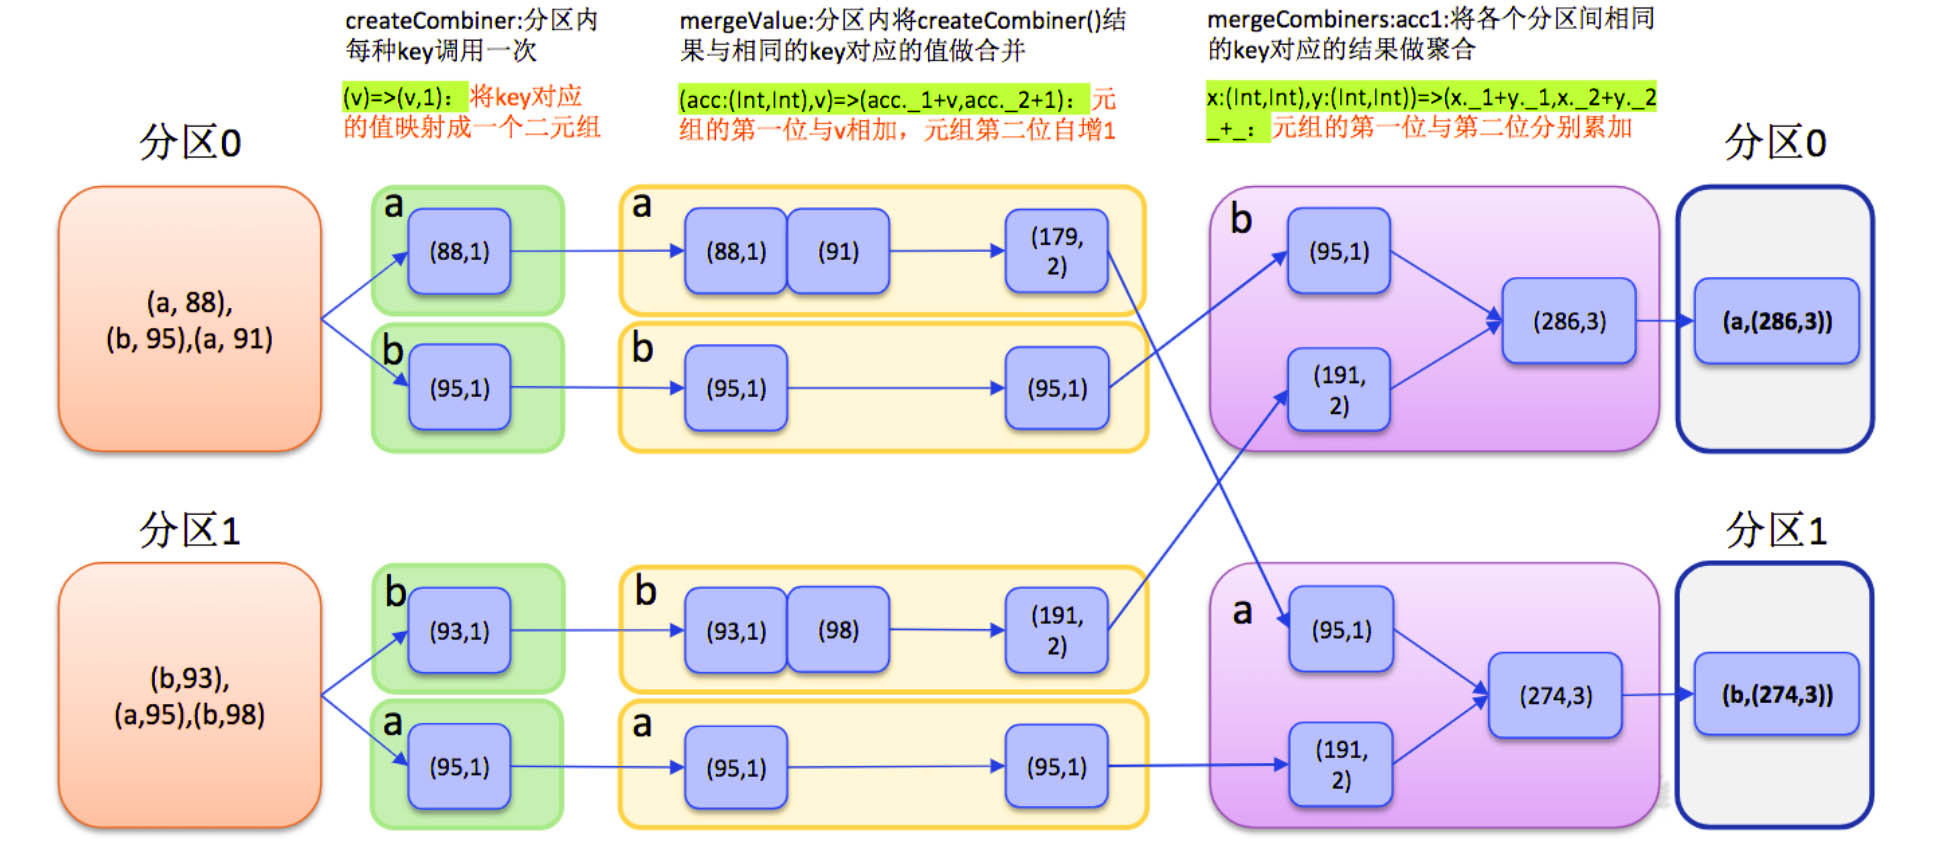 createCombiner:分区内
每种key调用一次
(v)=>(v,1)：将key对应
的值映射成一个二元组
mergeValue:分区内将createCombiner()结
果与相同的key对应的值做合并
(acc:(Int,Int),v)=>(acc._1+v,acc._2+1)：元
组的第一位与v相加，元组第二位自增1
mergeCombiners:acc1:将各个分区间相同
的key对应的结果做聚合
x:(Int,Int),y:(Int,Int))=>(x._1+y._1,x._2+y._2
_+_：元组的第一位与第二位分别累加
分区0
(a, 88),
(b, 95),(a, 91)
a
(88,1)
b
(95,1)
a
(88,1)
(91)
(179,
2)
b
(95,1)
(95,1)
b
(95,1)
(191,
2)
(286,3)
分区0
(a,(286,3))
分区1
(b,93),
(a,95),(b,98)
b
(93,1)
a
(95,1)
b
(93,1)
(98)
(191,
2)
a
(95,1)
(95,1)
a
(95,1)
(191,
2)
(274,3)
分区1
(b,(274,3))